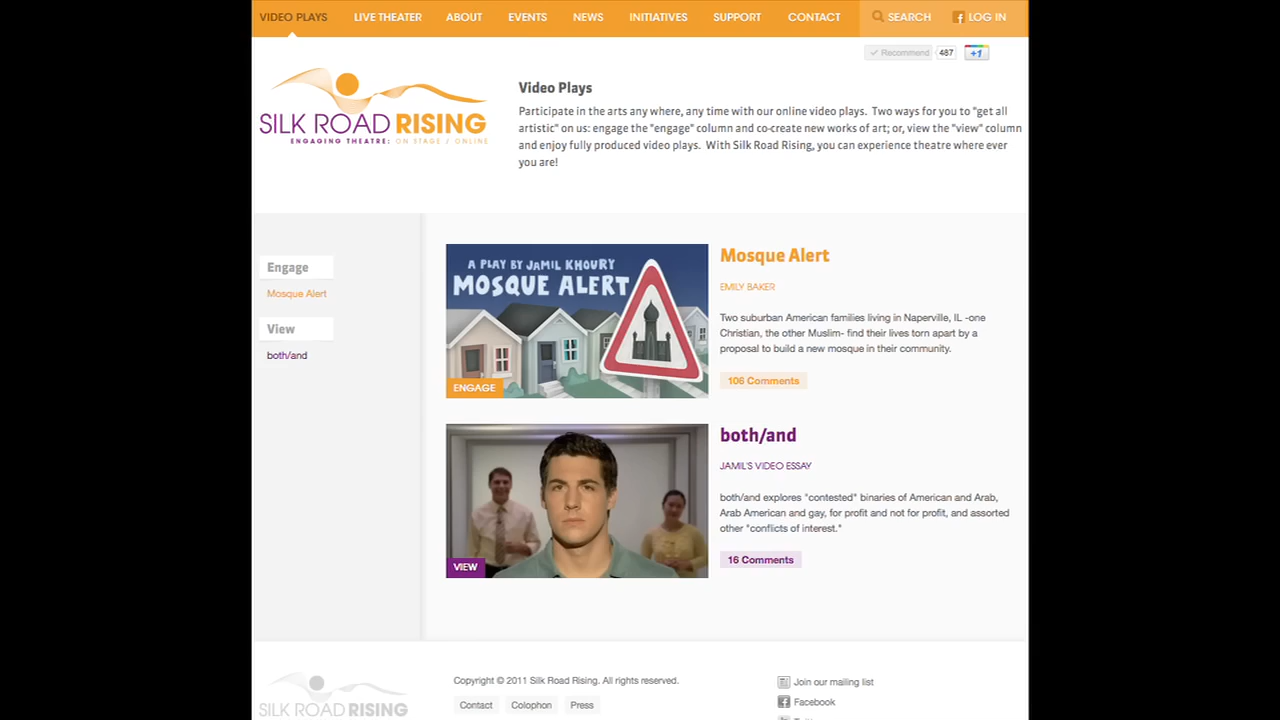 VIDEO PLAYS LIVE THEATER ABOUT EVENTS NEWS INITIATIVES SUPPORT CONTACT SEARCH LOG IN
Recommend 487 +1
SILK ROAD RISING
ENGAGING THEATRE: ON STAGE / ONLINE
Video Plays
Participate in the arts any where, any time with our online video plays. Two ways for you to "get all
artistic" on us: engage the "engage" column and co-create new works of art; or, view the "view" column
and enjoy fully produced video plays. With Silk Road Rising, you can experience theatre where ever
you are!
Engage
Mosque Alert
View
both/and
A PLAY BY JAMIL KHOURY
MOSQUE ALERT
ENGAGE
Mosque Alert
EMILY BAKER
Two suburban American families living in Naperville, IL -one
Christian, the other Muslim- find their lives torn apart by a
proposal to build a new mosque in their community.
106 Comments
VIEW
both/and
JAMIL'S VIDEO ESSAY
both/and explores "contested" binaries of American and Arab,
Arab American and gay, for profit and not for profit, and assorted
other "conflicts of interest."
16 Comments
SILK ROAD RISING
Copyright © 2011 Silk Road Rising. All rights reserved.
Contact Colophon Press
Join our mailing list
Facebook